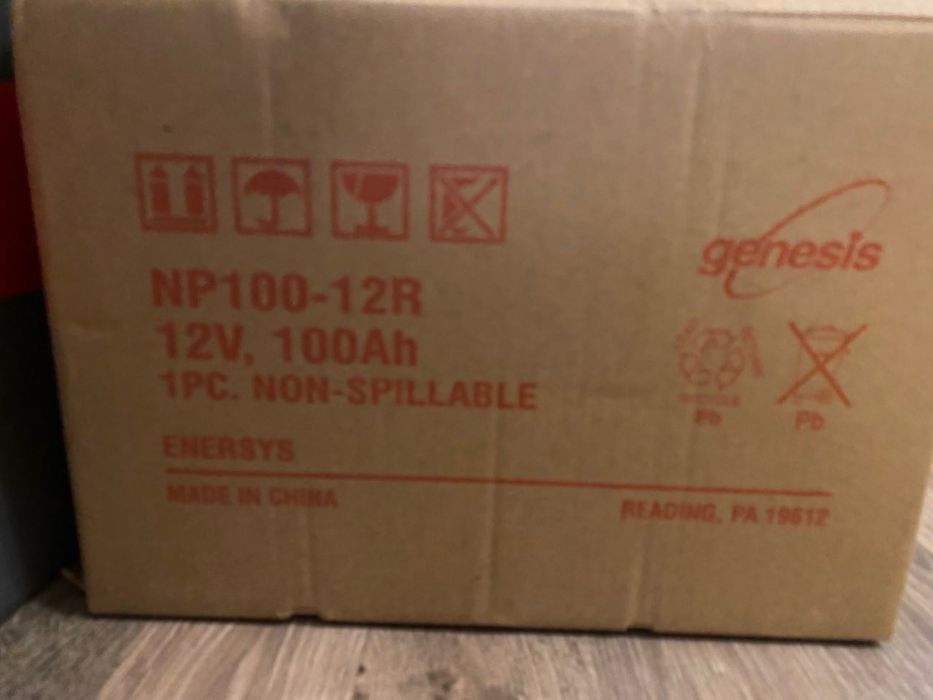 genesis
NP100-12R
12V, 100Ah
1PC. NON-SPILLABLE
Pb
Pb
ENERSYS
MADE IN CHINA
READING, PA 19612